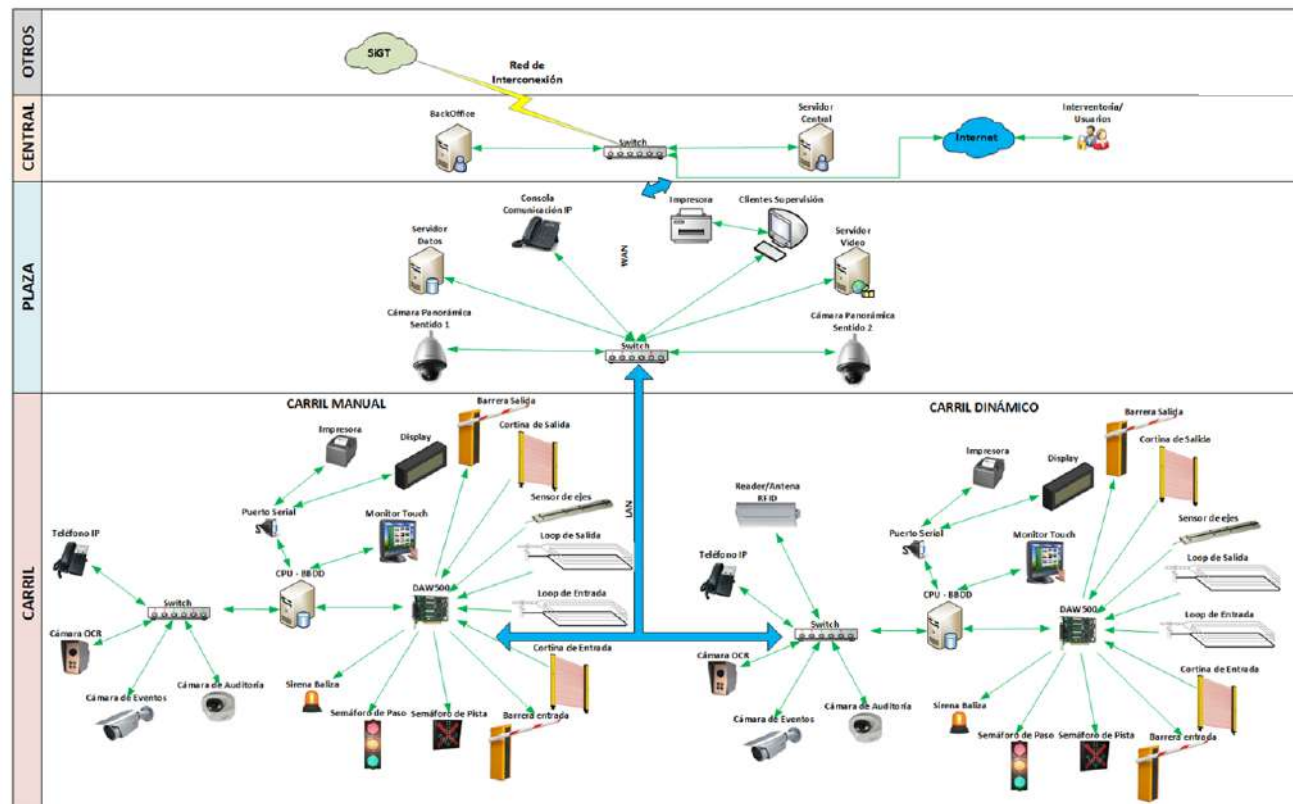 OTROS
SiGT
Red de
Interconexión
CENTRAL
BackOffice
Switch
Servidor
Central
Internet
Interventoría/
Usuarios
PLAZA
Consola
Comunicación IP
Impresora
Clientes Supervisión
Servidor
Datos
WAN
Servidor
Video
Cámara Panorámica
Sentido 1
Switch
Cámara Panorámica
Sentido 2
CARRIL
CARRIL MANUAL
Barrera Salida
Impresora
Display
Cortina de Salida
Sensor de ejes
Puerto Serial
Monitor Touch
Teléfono IP
Loop de Salida
CPU - BBDD
DAW500
Loop de Entrada
Switch
Cámara OCR
Cortina de Entrada
Cámara de Eventos
Cámara de Auditoría
Sirena Baliza
Semáforo de Paso
Semáforo de Pista
Barrera entrada
LAN
CARRIL DINÁMICO
Barrera Salida
Impresora
Display
Cortina de Salida
Reader/Antena
RFID
Sensor de ejes
Puerto Serial
Monitor Touch
Teléfono IP
Loop de Salida
CPU - BBDD
DAW500
Loop de Entrada
Switch
Cámara OCR
Cortina de Entrada
Cámara de Eventos
Cámara de Auditoría
Sirena Baliza
Semáforo de Paso
Semáforo de Pista
Barrera entrada